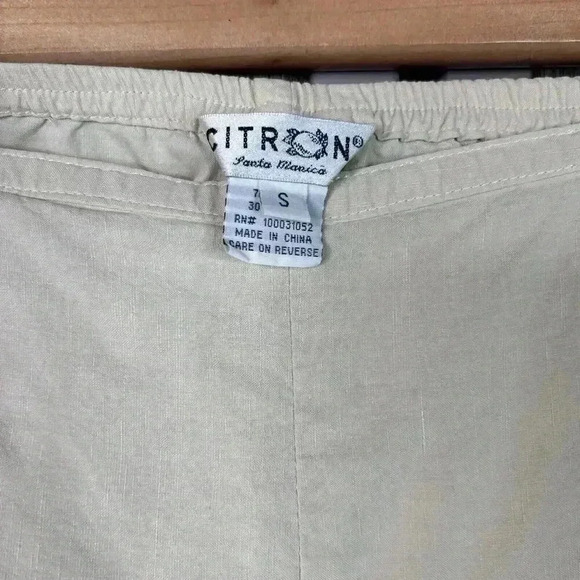 CITRON®
Santa Monica
S
7
30
RN# 100031052
MADE IN CHINA
CARE ON REVERSE